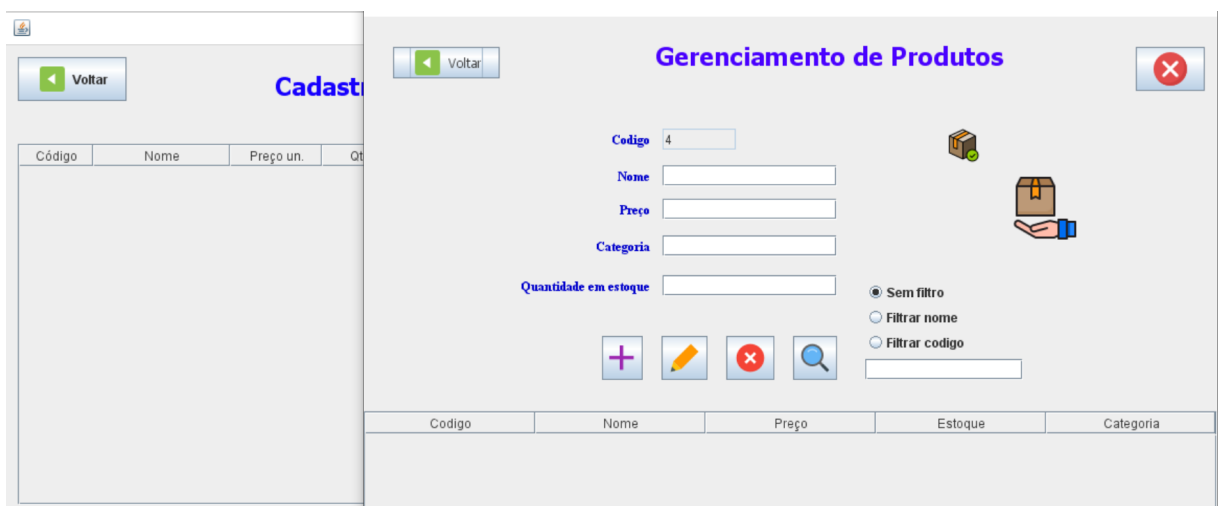 Voltar
Cadast
Código Nome Preço un. Qt
Voltar
Gerenciamento de Produtos
Codigo 4
Nome
Preço
Categoria
Quantidade em estoque
Sem filtro
Filtrar nome
Filtrar codigo
Codigo Nome Preço Estoque Categoria